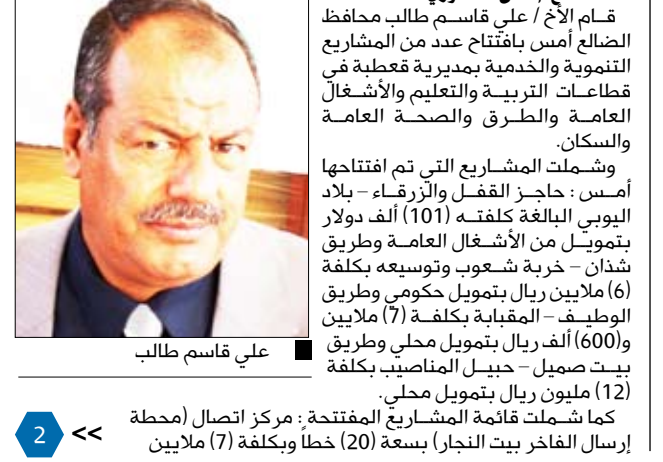 قام الأخ / علي قاسم طالب محافظ
الضالع أمس بافتتاح عدد من المشاريع
التنموية والخدمية بمديرية قعطبة في
قطاعات التربية والتعليم والأشغال
العامة والطرق والصحة العامة
والسكان.
وشملت المشاريع التي تم افتتاحها
أمس : حاجز القفل والزرقاء – بلاد
اليوبي البالغة كلفته (101) ألف دولار
بتمويل من الأشغال العامة وطريق
شذان – خربة شعوب وتوسيعه بكلفة
(6) ملايين ريال بتمويل حكومي وطريق
الوطيف – المقبابة بكلفة (7) ملايين
و(600) ألف ريال بتمويل محلي وطريق
بيت صميل – حبيل المناصيب بكلفة
(12) مليون ريال بتمويل محلي.
علي قاسم طالب
كما شملت قائمة المشاريع المفتتحة : مركز اتصال (محطة
إرسال الفاخر بيت النجار) بسعة (20) خطاً وبكلفة (7) ملايين
>> 2